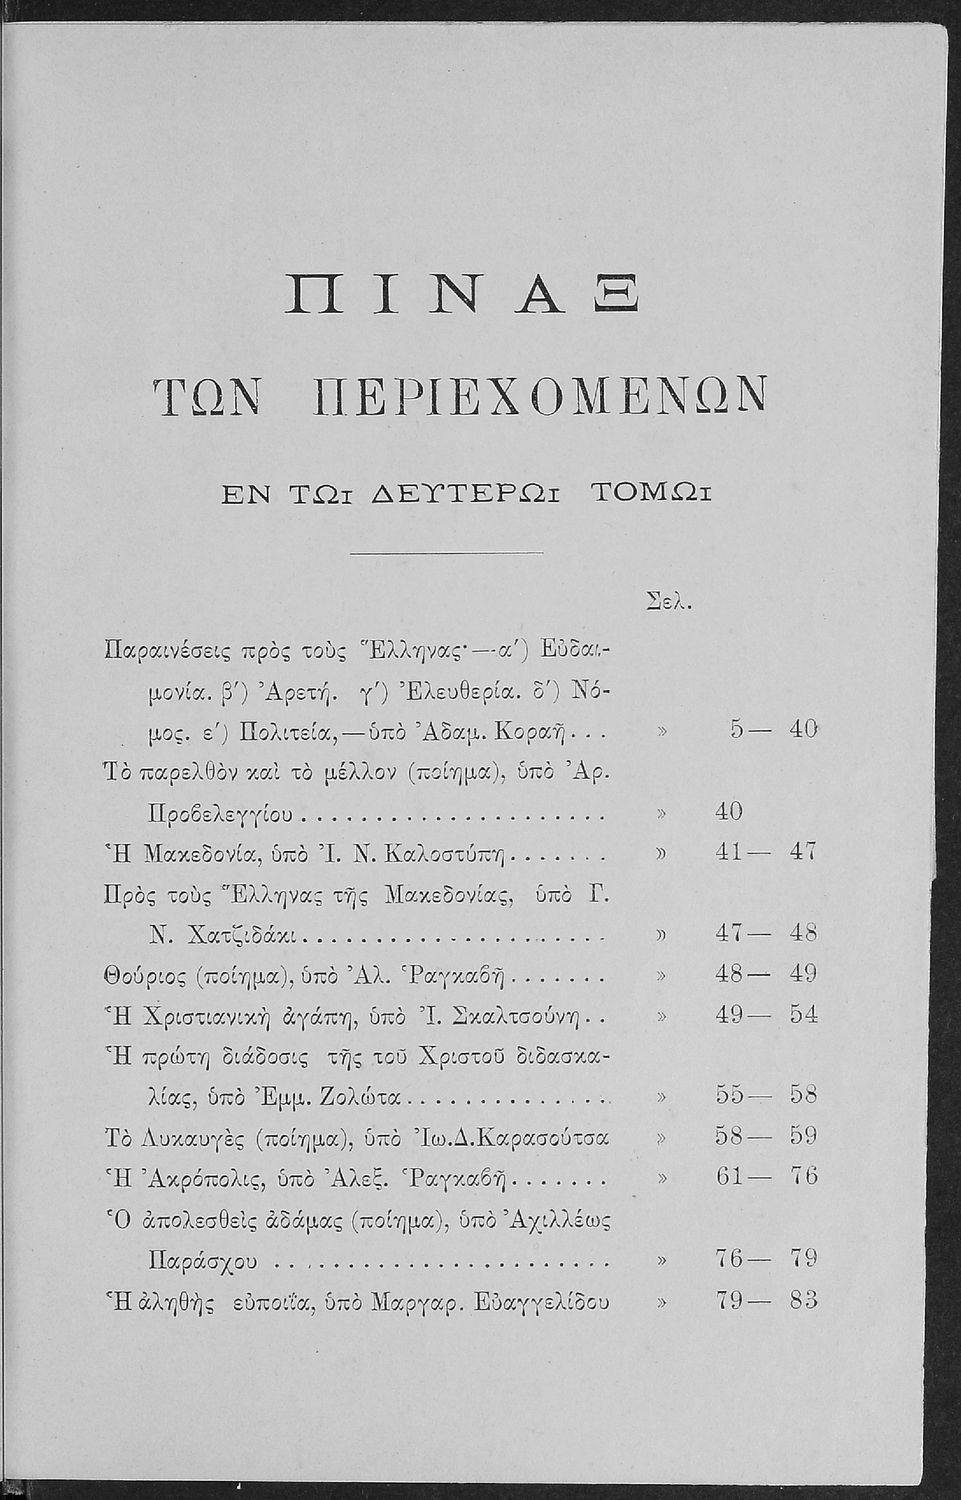 ΠΙΝΑΞ
ΤΩΝ ΠΕΡΙΕΧΟΜΕΝΩΝ
ΕΝ ΤΩι ΔΕΥΤΕΡΩι ΤΟΜΩι
Σελ.
Παραινέσεις πρὸς τοὺς Ἕλληνας·—α΄) Εὐδαι-
μονία. β΄) Ἀρετή. γ΄) Ἐλευθερία. δ΄) Νό-
μος. ε΄) Πολιτεία,—ὑπὸ Ἀδαμ. Κοραῆ . . . » 5— 40
Τὸ παρελθὸν καὶ τὸ μέλλον (ποίημα), ὑπὸ Ἀρ.
Προβελεγγίου . . . . . . . . . . . . . . . . . . . . . » 40
Ἡ Μακεδονία, ὑπὸ Ἰ. Ν. Καλοστύπη . . . . . . . » 41— 47
Πρὸς τοὺς Ἕλληνας τῆς Μακεδονίας, ὑπὸ Γ.
Ν. Χατζιδάκι . . . . . . . . . . . . . . . . . . . . . » 47— 48
Θούριος (ποίημα), ὑπὸ Ἀλ. Ῥαγκαβῆ . . . . . . . » 48— 49
Ἡ Χριστιανικὴ ἀγάπη, ὑπὸ Ἰ. Σκαλτσούνη . . » 49— 54
Ἡ πρώτη διάδοσις τῆς τοῦ Χριστοῦ διδασκα-
λίας, ὑπὸ Ἐμμ. Ζολώτα . . . . . . . . . . . . . . » 55— 58
Τὸ Λυκαυγὲς (ποίημα), ὑπὸ Ἰω.Δ.Καρασούτσα » 58— 59
Ἡ Ἀκρόπολις, ὑπὸ Ἀλεξ. Ῥαγκαβῆ . . . . . . . » 61— 76
Ὁ ἀπολεσθεὶς ἀδάμας (ποίημα), ὑπὸ Ἀχιλλέως
Παράσχου . . . . . . . . . . . . . . . . . . . . . . . » 76— 79
Ἡ ἀληθὴς εὐποιΐα, ὑπὸ Μαργαρ. Εὐαγγελίδου » 79— 83